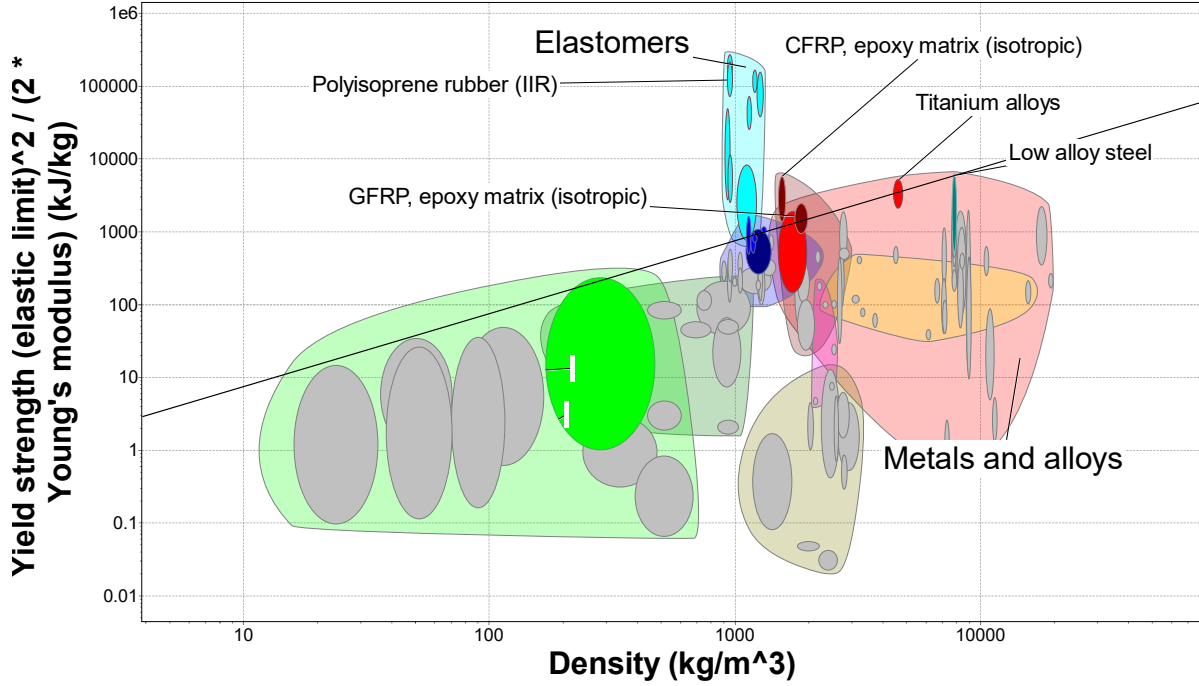 1e6
100000
10000
1000
100
10
1
0.1
0.01
Yield strength (elastic limit)^2 / (2 *
Young's modulus) (kJ/kg)
Elastomers
CFRP, epoxy matrix (isotropic)
Polyisoprene rubber (IIR)
Titanium alloys
Low alloy steel
GFRP, epoxy matrix (isotropic)
Metals and alloys
10
100
1000
10000
Density (kg/m^3)